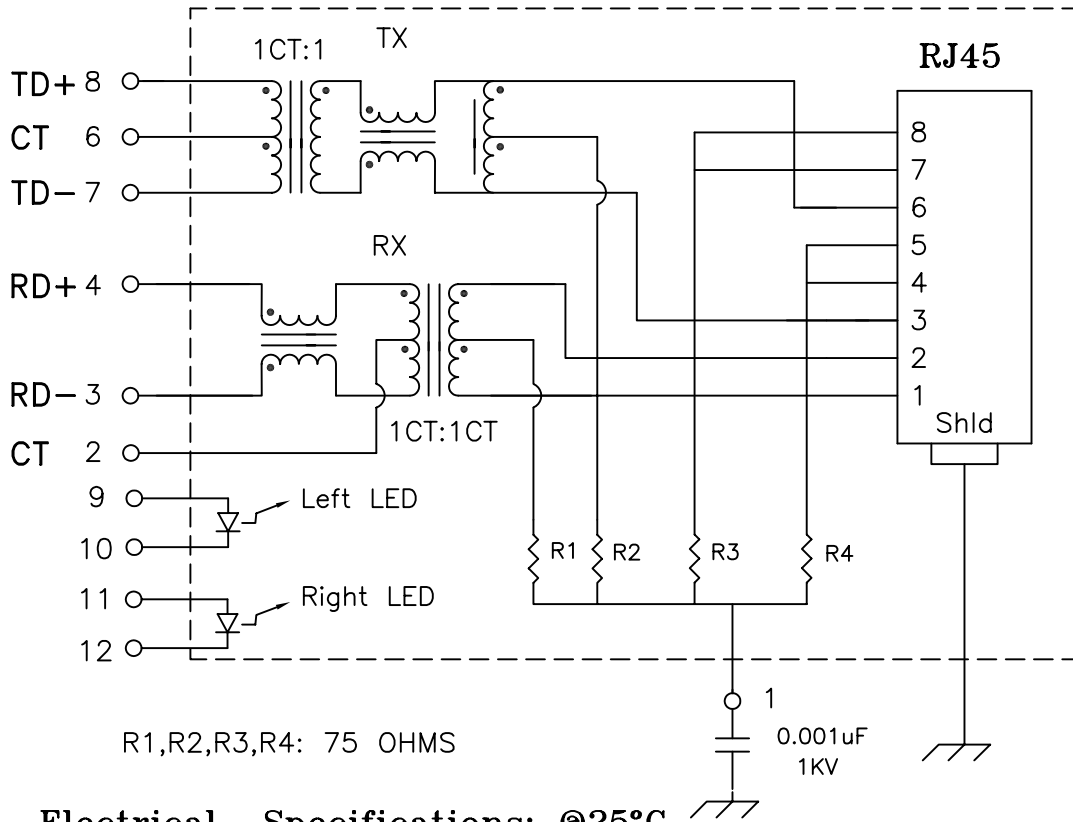 1CT:1
TX
RJ45
TD+ 8
CT 6
TD- 7
8
7
6
5
4
3
2
1
Shld
RX
RD+ 4
RD- 3
CT 2
1CT:1CT
9
Left LED
10
11
Right LED
12
R1
R2
R3
R4
1
0.001uF
1KV
R1,R2,R3,R4: 75 OHMS
Electrical Specifications: @25°C